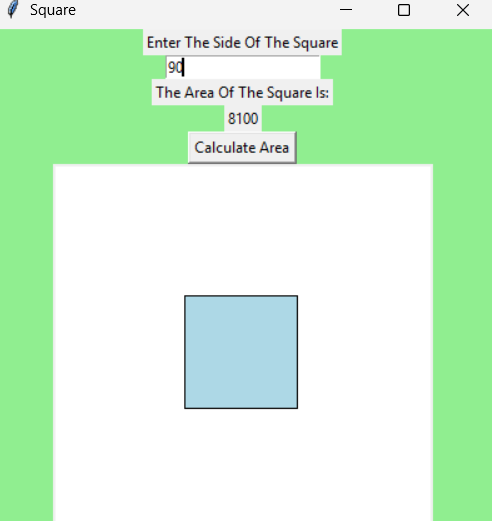 Square
Enter The Side Of The Square
90
The Area Of The Square Is:
8100
Calculate Area